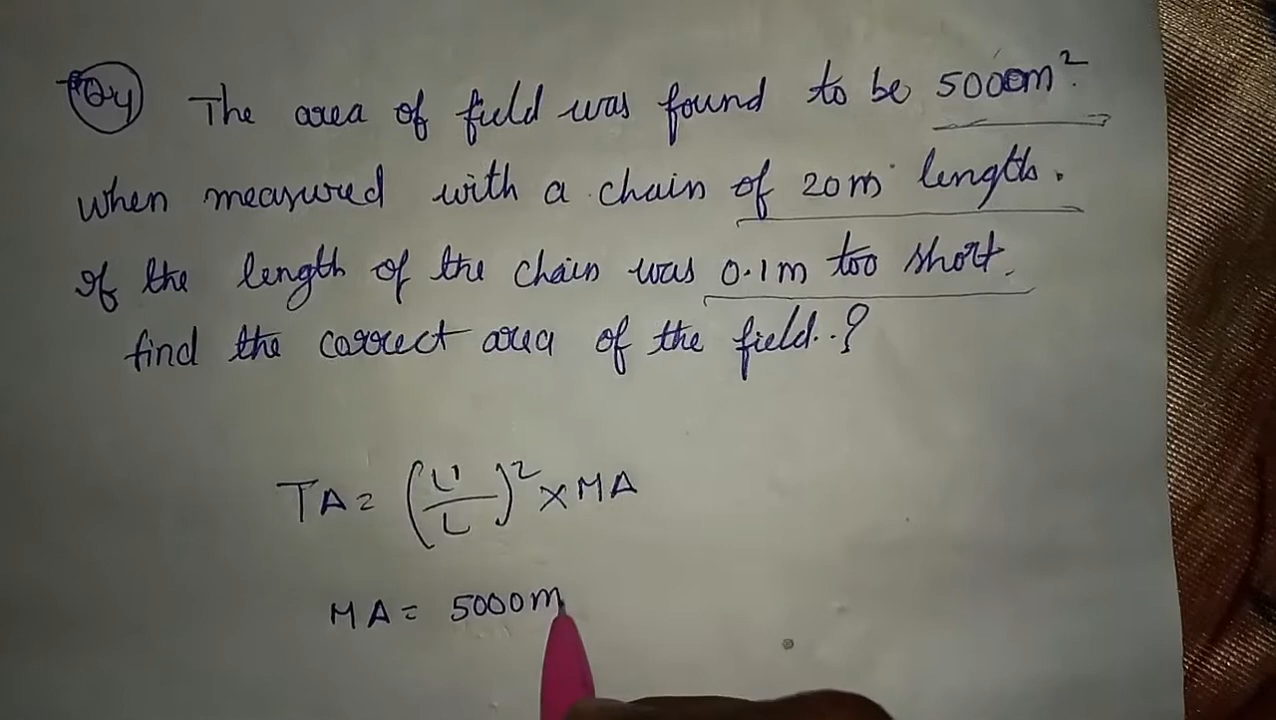 Q4 The area of field was found to be 5000m².
when measured with a chain of 20m length.
of the length of the chain was 0.1m too short.
find the correct area of the field..?
TA = (L'/L)² × MA
MA = 5000m